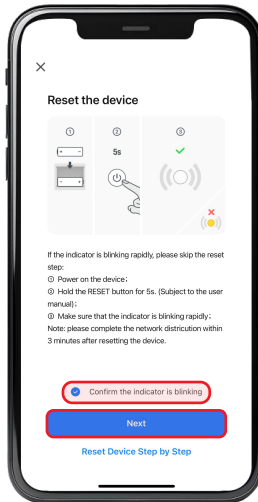 Reset the device
① ② ③
5s
If the indicator is blinking rapidly, please skip the reset
step:
① Power on the device;
② Hold the RESET button for 5s. (Subject to the user
manual);
③ Make sure that the indicator is blinking rapidly;
Note: please complete the network districution within
3 minutes after resetting the device.
Confirm the indicator is blinking
Next
Reset Device Step by Step